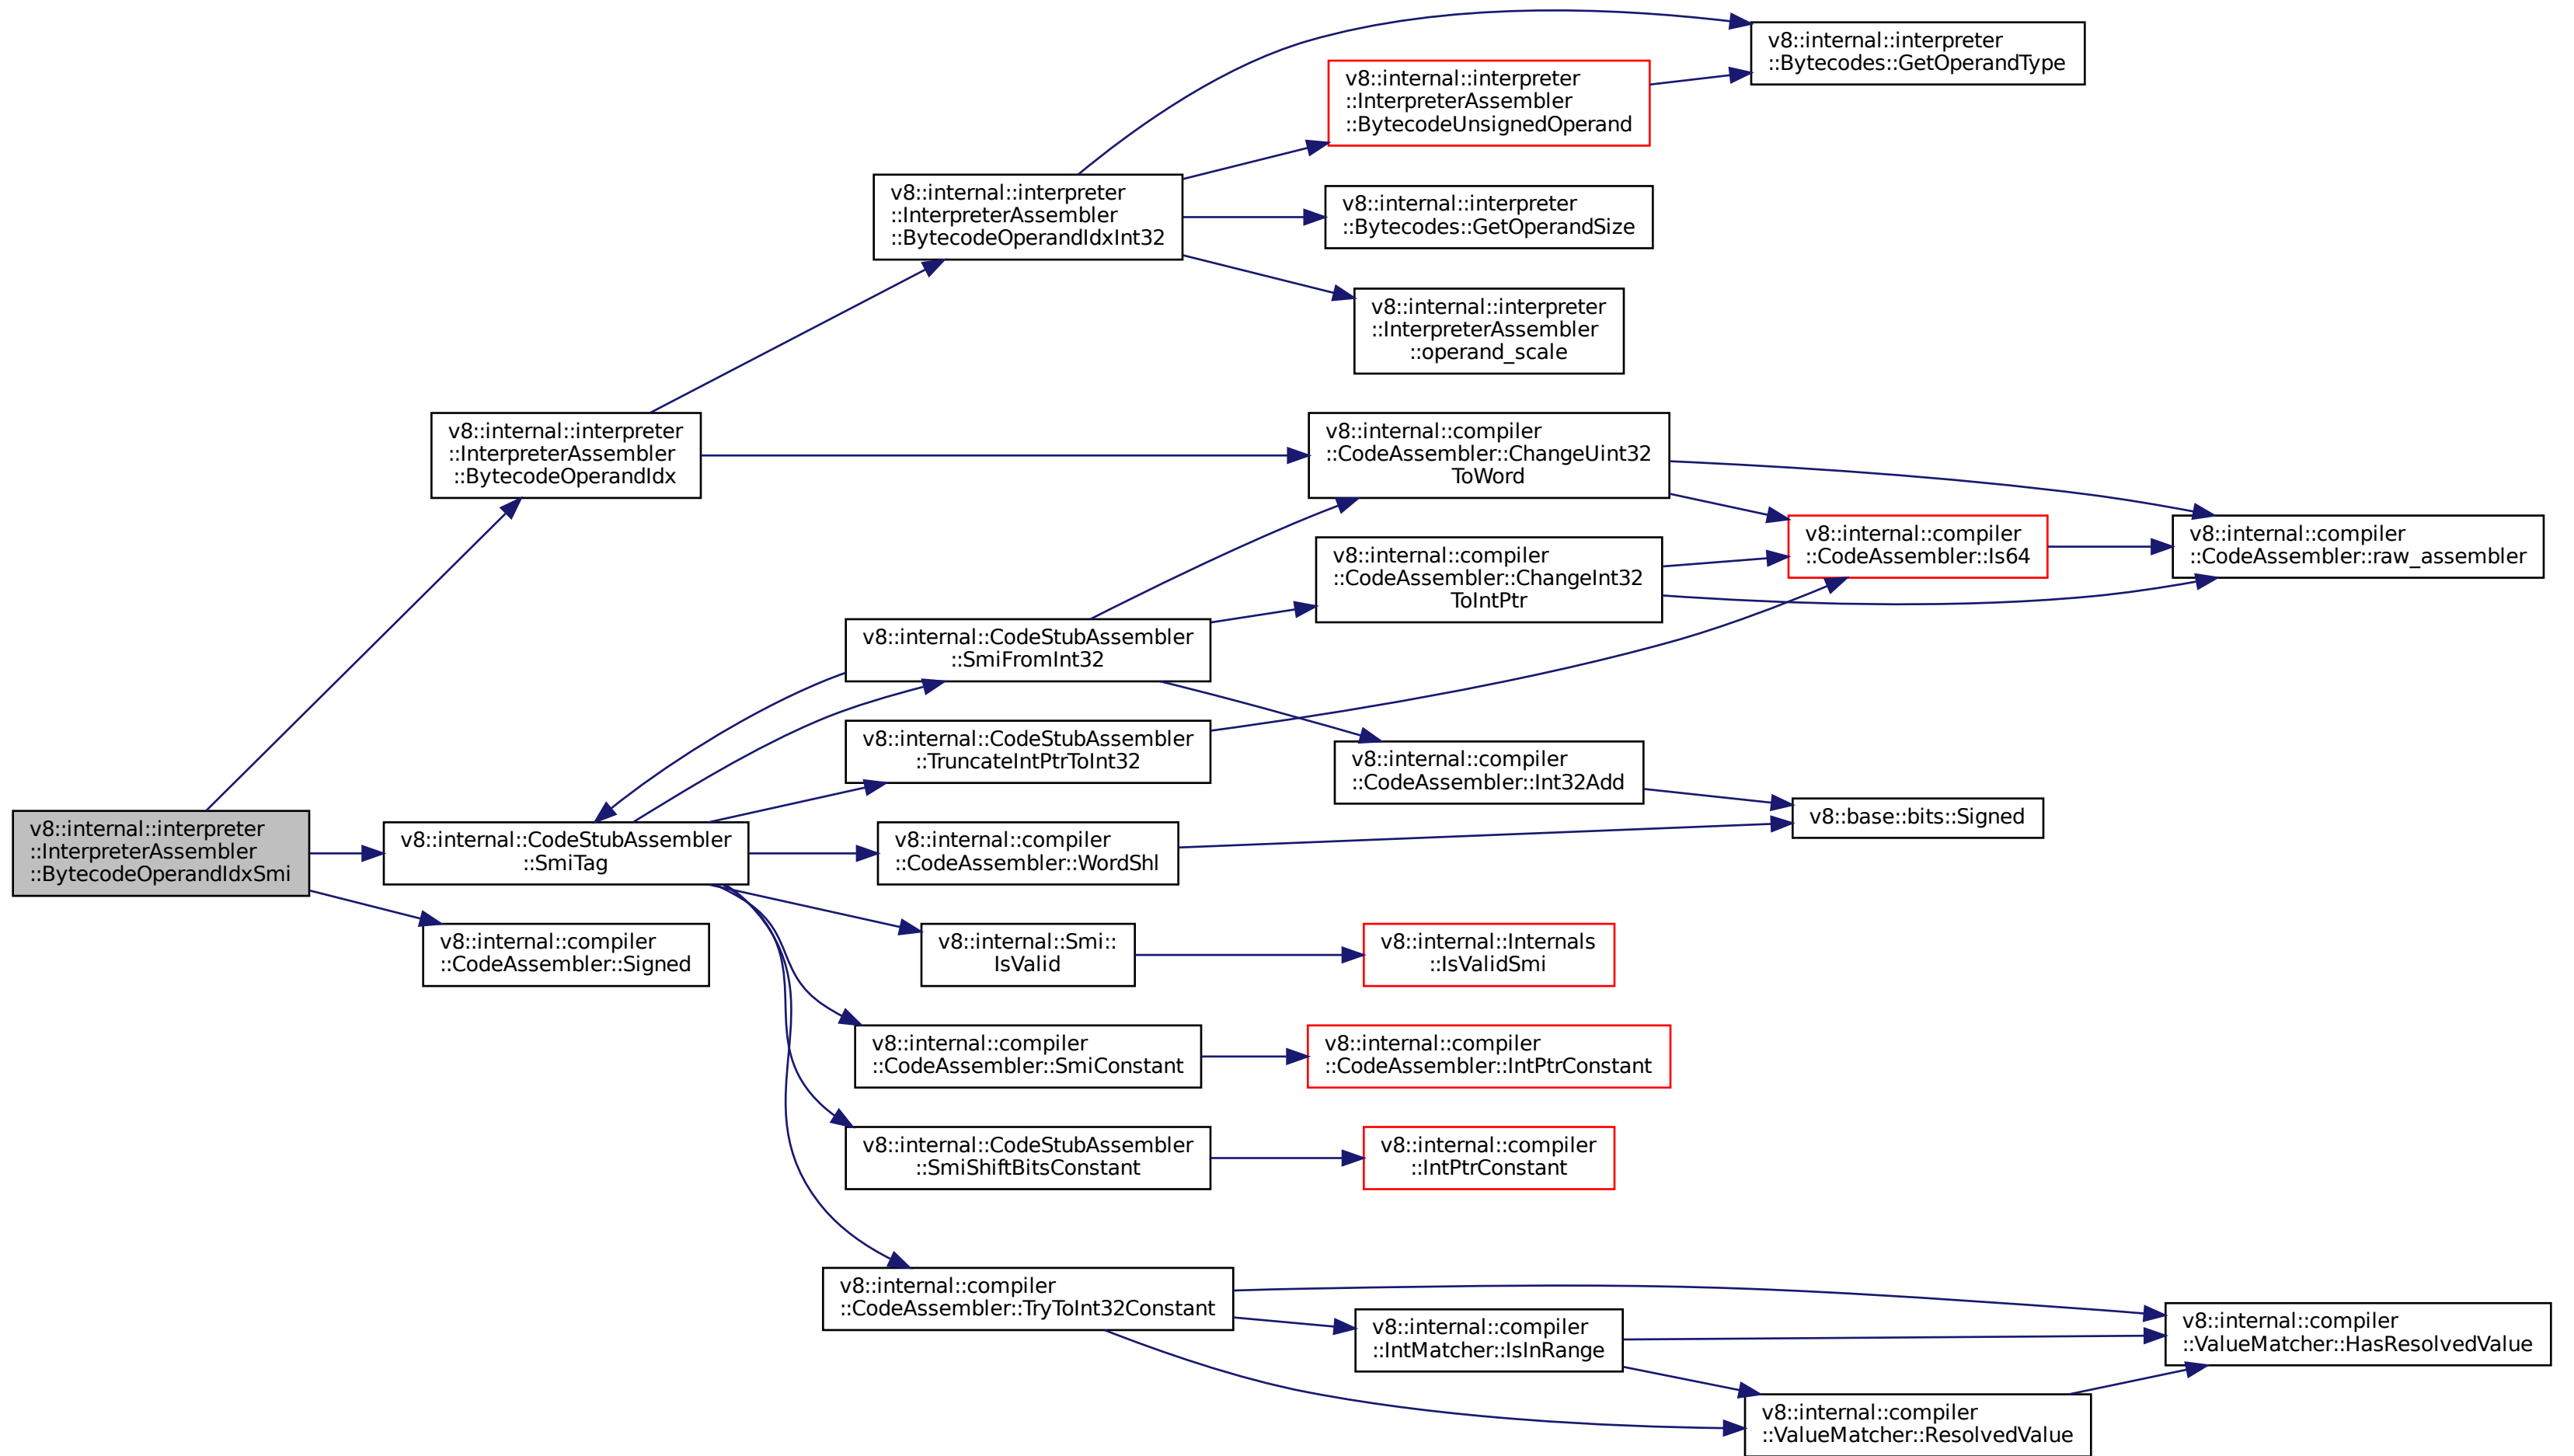 v8::internal::interpreter
::Bytecodes::GetOperandType
v8::internal::interpreter
::InterpreterAssembler
::BytecodeUnsignedOperand
v8::internal::interpreter
::InterpreterAssembler
::BytecodeOperandIdxInt32
v8::internal::interpreter
::Bytecodes::GetOperandSize
v8::internal::interpreter
::InterpreterAssembler
::operand_scale
v8::internal::interpreter
::InterpreterAssembler
::BytecodeOperandIdx
v8::internal::compiler
::CodeAssembler::ChangeUint32
ToWord
v8::internal::compiler
::CodeAssembler::Is64
v8::internal::compiler
::CodeAssembler::raw_assembler
v8::internal::compiler
::CodeAssembler::ChangeInt32
ToIntPtr
v8::internal::CodeStubAssembler
::SmiFromInt32
v8::internal::CodeStubAssembler
::TruncateIntPtrToInt32
v8::internal::compiler
::CodeAssembler::Int32Add
v8::base::bits::Signed
v8::internal::interpreter
::InterpreterAssembler
::BytecodeOperandIdxSmi
v8::internal::CodeStubAssembler
::SmiTag
v8::internal::compiler
::CodeAssembler::WordShl
v8::internal::compiler
::CodeAssembler::Signed
v8::internal::Smi::
IsValid
v8::internal::Internals
::IsValidSmi
v8::internal::compiler
::CodeAssembler::SmiConstant
v8::internal::compiler
::CodeAssembler::IntPtrConstant
v8::internal::CodeStubAssembler
::SmiShiftBitsConstant
v8::internal::compiler
::IntPtrConstant
v8::internal::compiler
::CodeAssembler::TryToInt32Constant
v8::internal::compiler
::IntMatcher::IsInRange
v8::internal::compiler
::ValueMatcher::HasResolvedValue
v8::internal::compiler
::ValueMatcher::ResolvedValue